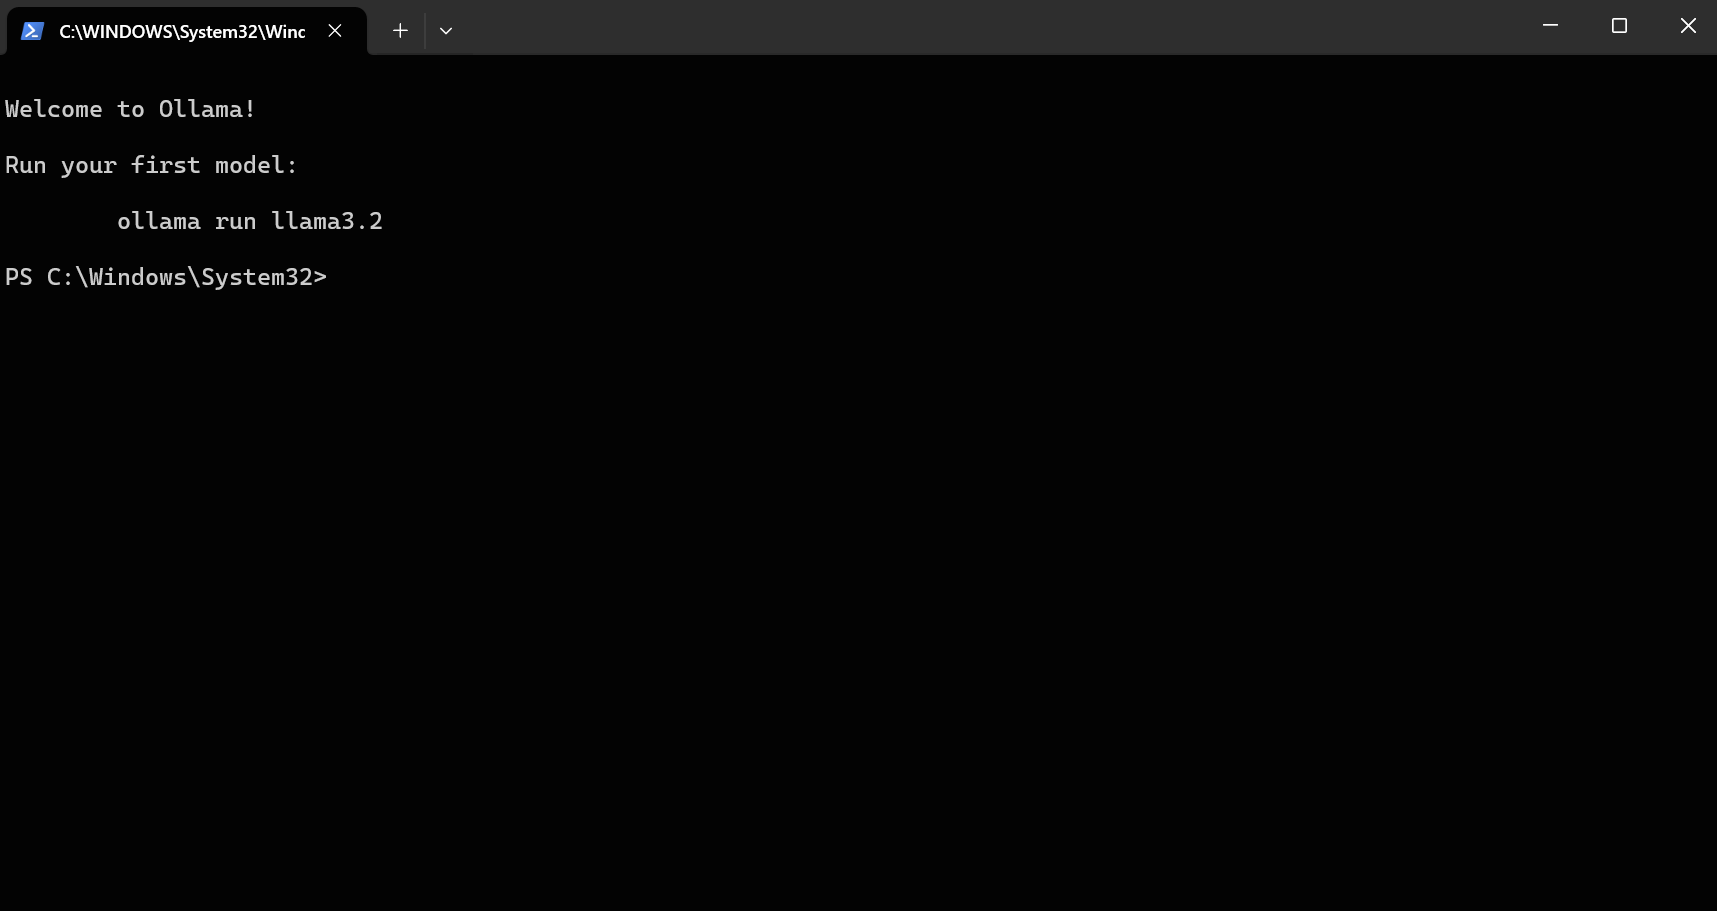 C:\WINDOWS\System32\Winc
Welcome to Ollama!
Run your first model:
ollama run llama3.2
PS C:\Windows\System32>